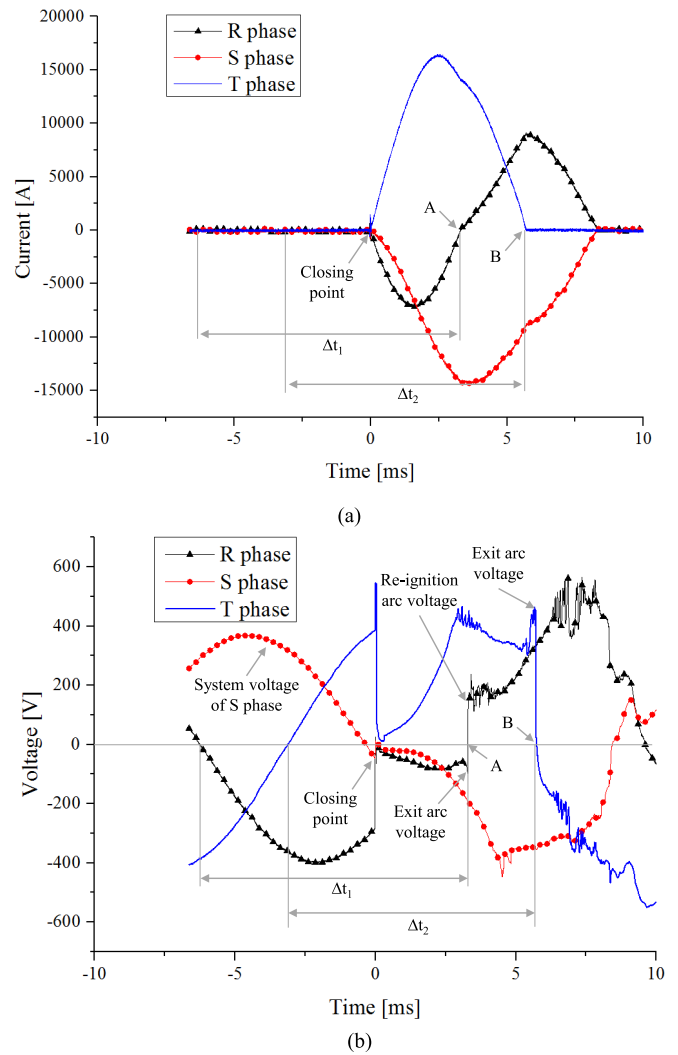 20000
15000
10000
5000
0
-5000
-10000
-15000
Current [A]
R phase
S phase
T phase
A
B
Closing
point
Δt1
Δt2
-10
-5
0
5
10
Time [ms]
(a)
600
400
200
0
-200
-400
-600
Voltage [V]
R phase
S phase
T phase
Re-ignition
arc voltage
Exit arc
voltage
System voltage
of S phase
B
A
Closing
point
Exit arc
voltage
Δt1
Δt2
-10
-5
0
5
10
Time [ms]
(b)